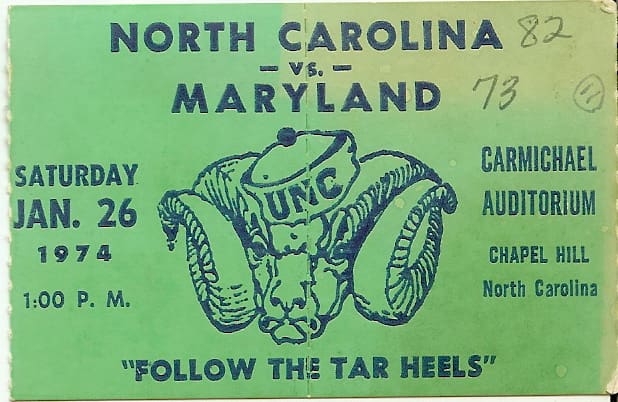 NORTH CAROLINA 82
– VS. –
MARYLAND 73
SATURDAY
JAN. 26
1974
1:00 P. M.
UNC
CARMICHAEL
AUDITORIUM
CHAPEL HILL
North Carolina
"FOLLOW THE TAR HEELS"